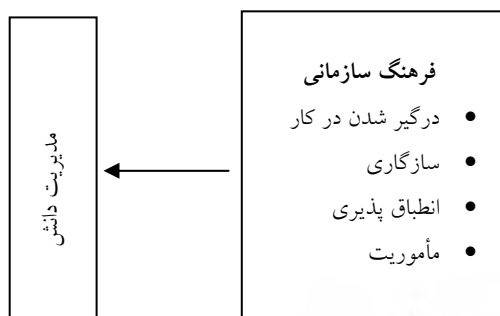 فرهنگ سازمانی
● درگیر شدن در کار
● سازگاری
● انطباق پذیری
● مأموریت
مدیریت دانش